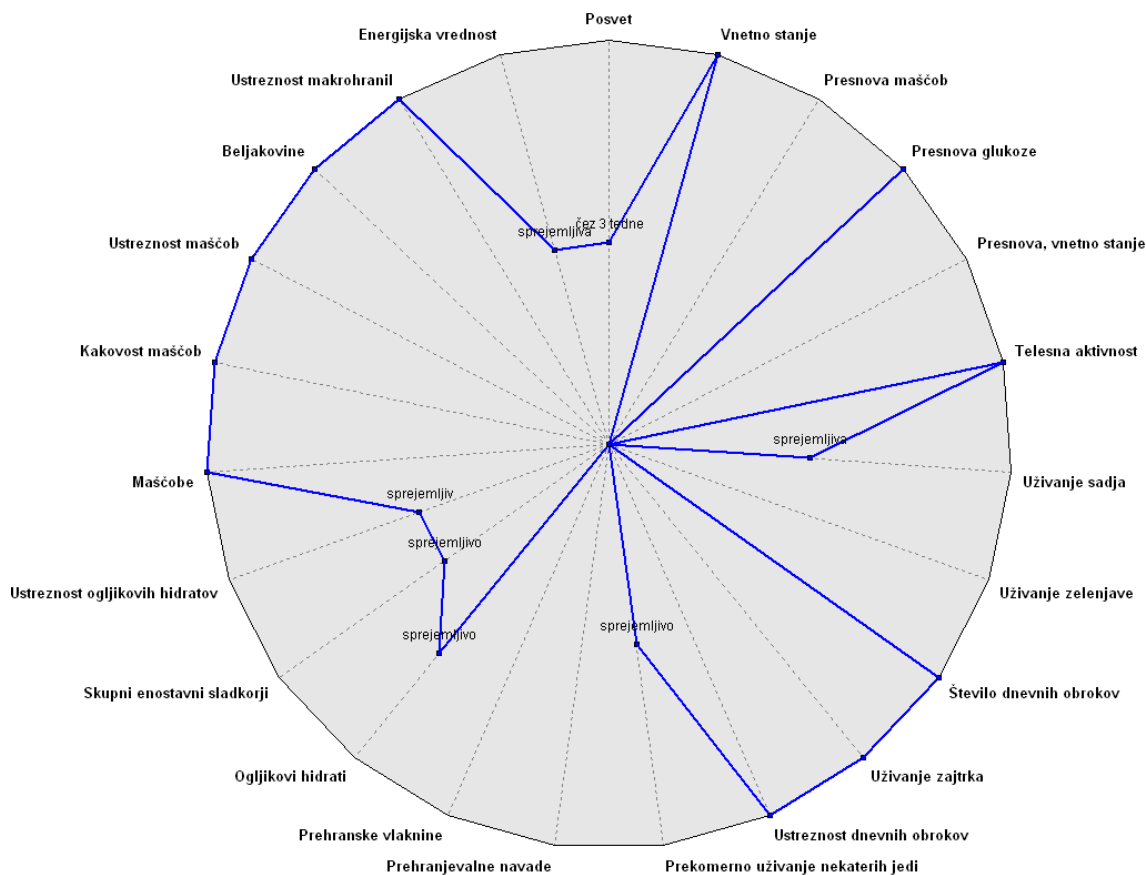 Posvet
Energijska vrednost
Vnetno stanje
Ustreznost makrohranil
Presnova maščob
Beljakovine
Presnova glukoze
čez 3 tedne
sprejemljiva
Ustreznost maščob
Presnova, vnetno stanje
Kakovost maščob
Telesna aktivnost
sprejemljiva
Maščobe
Uživanje sadja
sprejemljiv
sprejemljivo
Ustreznost ogljikovih hidratov
Uživanje zelenjave
sprejemljivo
sprejemljivo
Skupni enostavni sladkorji
Število dnevnih obrokov
Ogljikovi hidrati
Uživanje zajtrka
Prehranske vlaknine
Ustreznost dnevnih obrokov
Prehranjevalne navade
Prekomerno uživanje nekaterih jedi